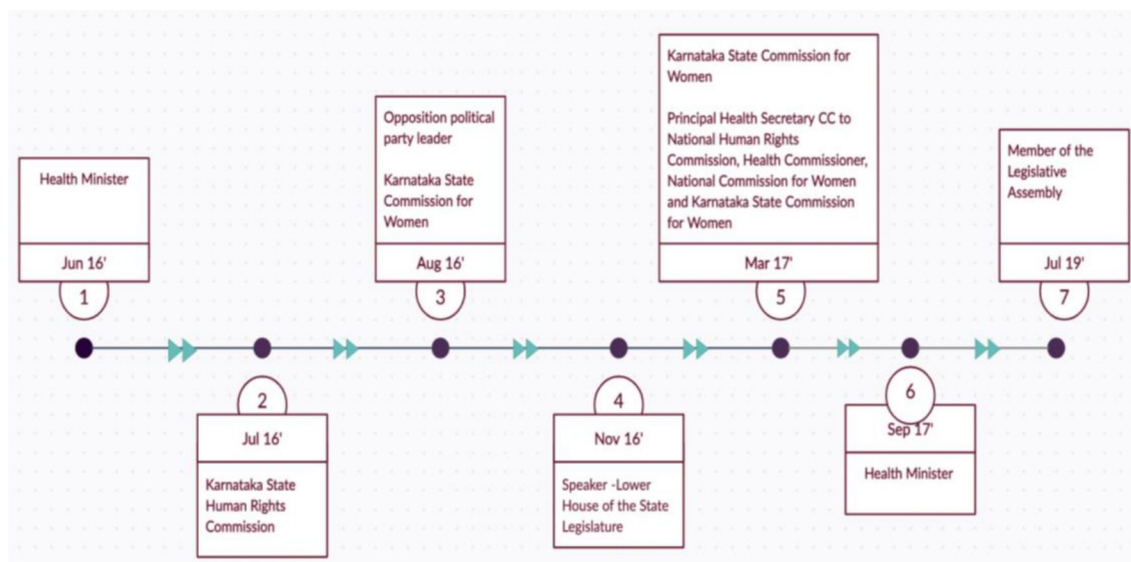 Health Minister
Jun 16'
1
2
Jul 16'
Karnataka State
Human Rights
Commission
Opposition political
party leader
Karnataka State
Commission for
Women
Aug 16'
3
4
Nov 16'
Speaker -Lower
House of the State
Legislature
Karnataka State Commission for
Women
Principal Health Secretary CC to
National Human Rights
Commission, Health Commissioner,
National Commission for Women
and Karnataka State Commission
for Women
Mar 17'
5
6
Sep 17'
Health Minister
Member of the
Legislative
Assembly
Jul 19'
7